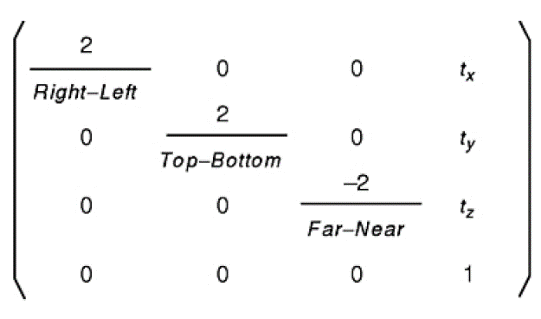 2
0 0 tx
Right–Left
2
0 0 ty
Top–Bottom
–2
0 0 tz
Far–Near
0 0 0 1